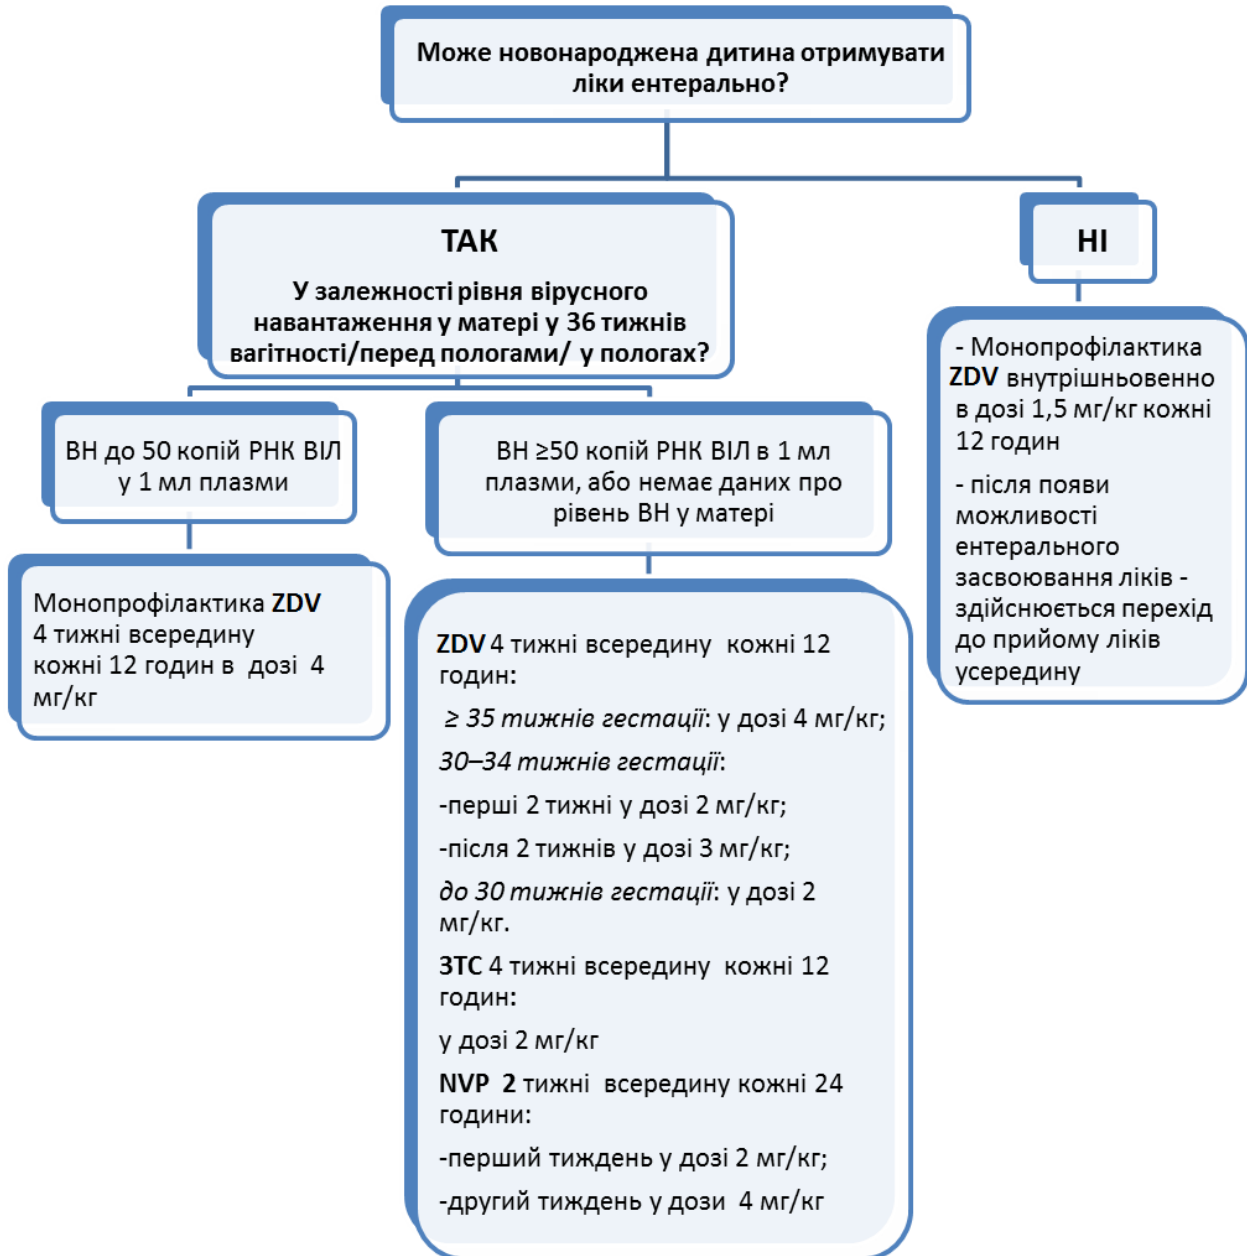 Може новонароджена дитина отримувати
ліки ентерально?
ТАК
У залежності рівня вірусного
навантаження у матері у 36 тижнів
вагітності/перед пологами/ у пологах?
ВН до 50 копій РНК ВІЛ
у 1 мл плазми
Монопрофілактика ZDV
4 тижні всередину
кожні 12 годин в дозі 4
мг/кг
ВН ≥50 копій РНК ВІЛ в 1 мл
плазми, або немає даних про
рівень ВН у матері
ZDV 4 тижні всередину кожні 12
годин:
≥ 35 тижнів гестації: у дозі 4 мг/кг;
30–34 тижнів гестації:
-перші 2 тижні у дозі 2 мг/кг;
-після 2 тижнів у дозі 3 мг/кг;
до 30 тижнів гестації: у дозі 2
мг/кг.
3TC 4 тижні всередину кожні 12
годин:
у дозі 2 мг/кг
NVP 2 тижні всередину кожні 24
години:
-перший тиждень у дозі 2 мг/кг;
-другий тиждень у дози 4 мг/кг
НІ
- Монопрофілактика
ZDV внутрішньовенно
в дозі 1,5 мг/кг кожні
12 годин
- після появи
можливості
ентерального
засвоювання ліків -
здійснюється перехід
до прийому ліків
усередину